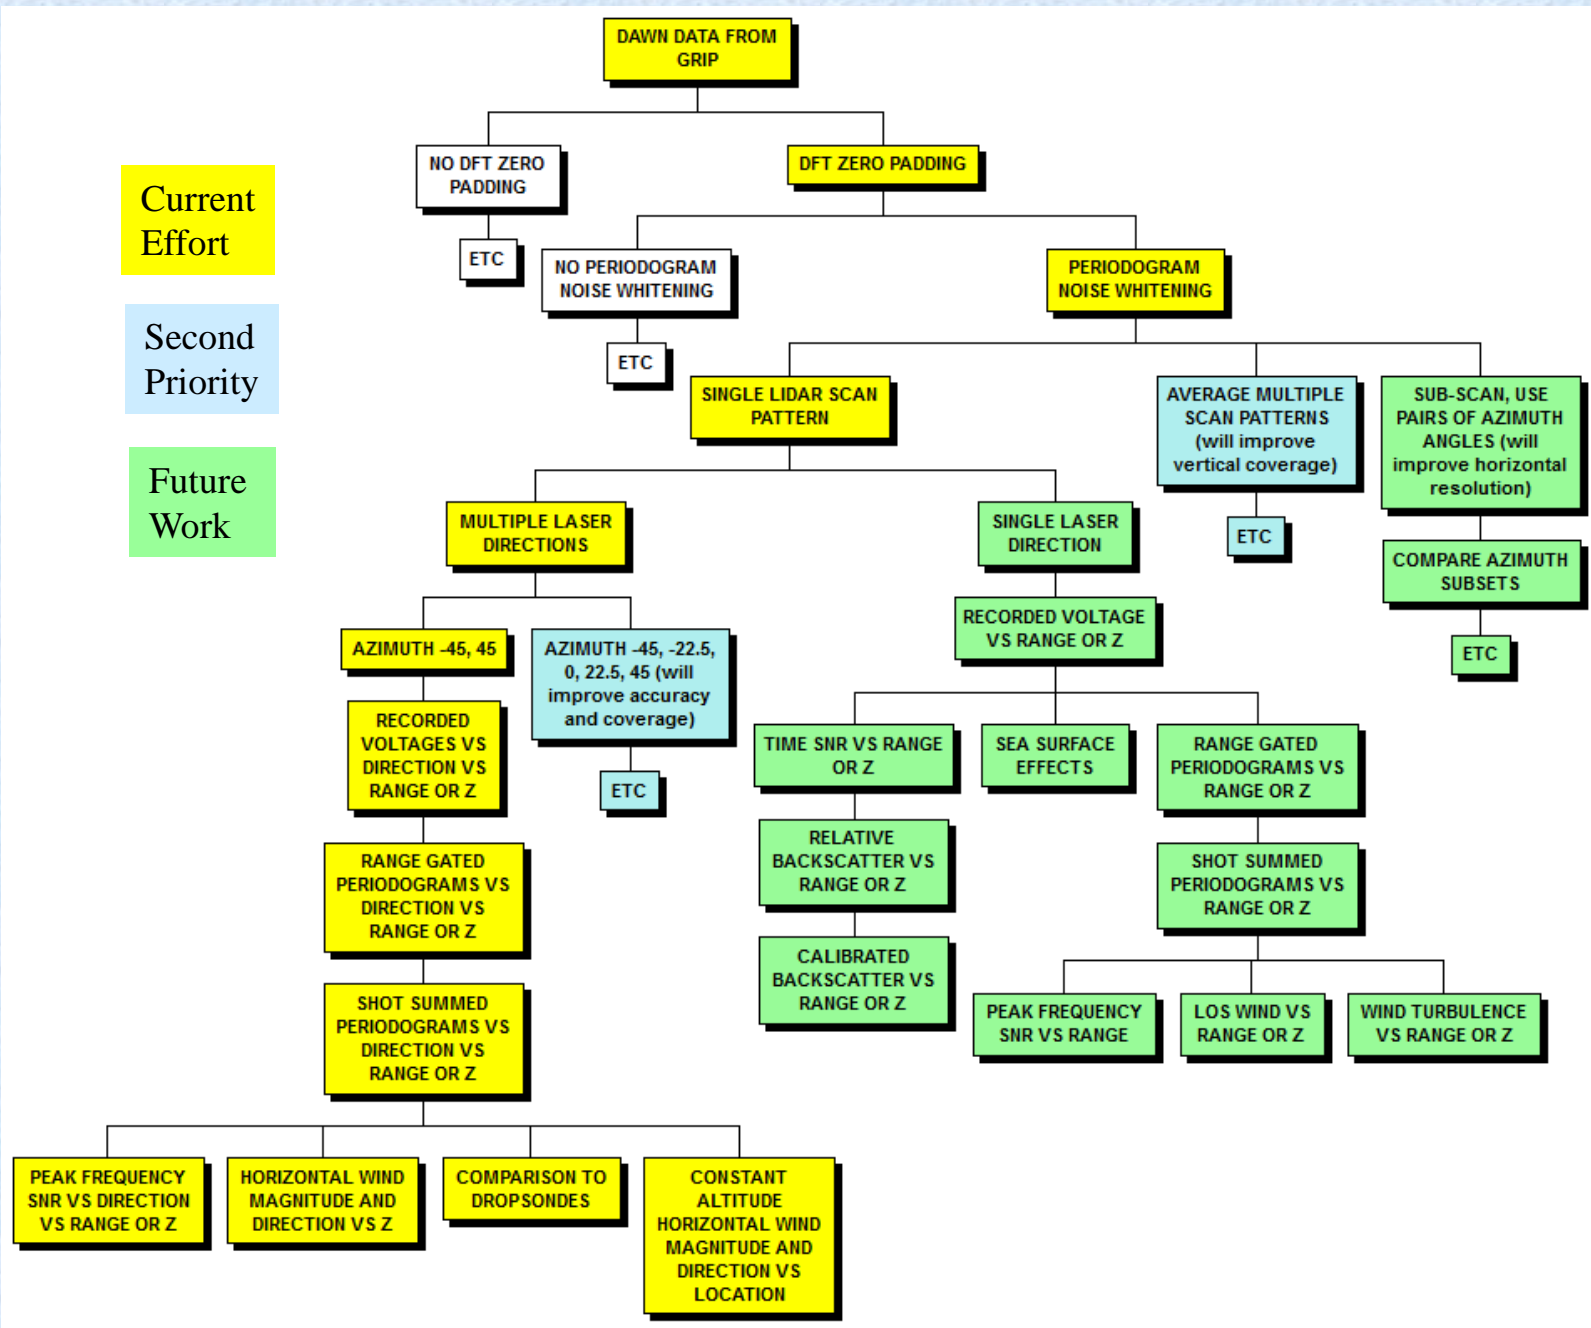 DAWN DATA FROM
GRIP
NO DFT ZERO
PADDING
DFT ZERO PADDING
Current
Effort
ETC
NO PERIODOGRAM
NOISE WHITENING
PERIODOGRAM
NOISE WHITENING
Second
Priority
ETC
SINGLE LIDAR SCAN
PATTERN
AVERAGE MULTIPLE
SCAN PATTERNS
(will improve
vertical coverage)
SUB-SCAN, USE
PAIRS OF AZIMUTH
ANGLES (will
improve horizontal
resolution)
Future
Work
MULTIPLE LASER
DIRECTIONS
SINGLE LASER
DIRECTION
ETC
COMPARE AZIMUTH
SUBSETS
AZIMUTH -45, 45
AZIMUTH -45, -22.5,
0, 22.5, 45 (will
improve accuracy
and coverage)
RECORDED VOLTAGE
VS RANGE OR Z
ETC
RECORDED
VOLTAGES VS
DIRECTION VS
RANGE OR Z
ETC
TIME SNR VS RANGE
OR Z
SEA SURFACE
EFFECTS
RANGE GATED
PERIODOGRAMS VS
RANGE OR Z
RANGE GATED
PERIODOGRAMS VS
DIRECTION VS
RANGE OR Z
RELATIVE
BACKSCATTER VS
RANGE OR Z
SHOT SUMMED
PERIODOGRAMS VS
RANGE OR Z
SHOT SUMMED
PERIODOGRAMS VS
DIRECTION VS
RANGE OR Z
CALIBRATED
BACKSCATTER VS
RANGE OR Z
PEAK FREQUENCY
SNR VS RANGE
LOS WIND VS
RANGE OR Z
WIND TURBULENCE
VS RANGE OR Z
PEAK FREQUENCY
SNR VS DIRECTION
VS RANGE OR Z
HORIZONTAL WIND
MAGNITUDE AND
DIRECTION VS Z
COMPARISON TO
DROPSONDES
CONSTANT
ALTITUDE
HORIZONTAL WIND
MAGNITUDE AND
DIRECTION VS
LOCATION